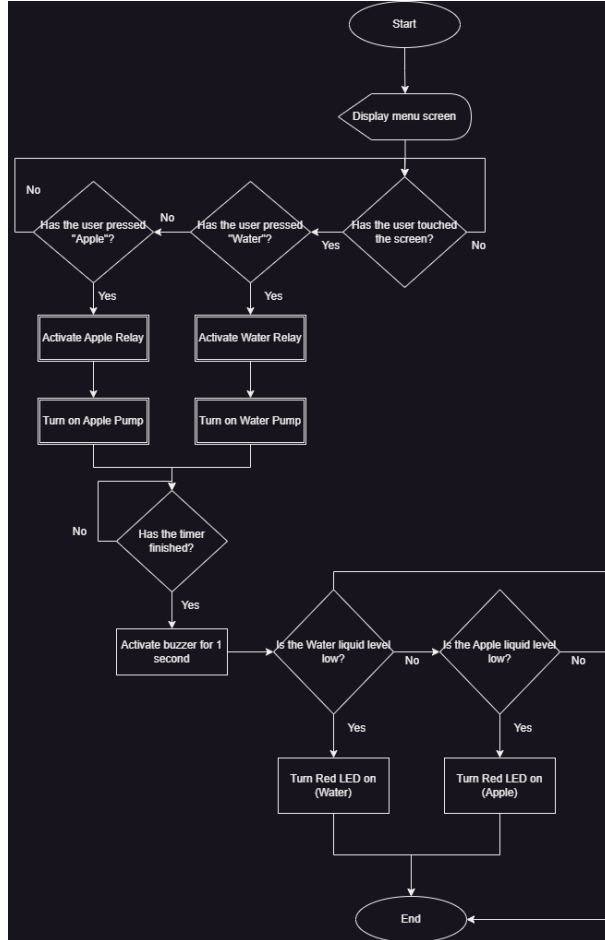 Start
Display menu screen
No
Has the user pressed
"Apple"?
No
Has the user pressed
"Water"?
Yes
Has the user touched
the screen?
No
Yes
Yes
Activate Apple Relay
Activate Water Relay
Turn on Apple Pump
Turn on Water Pump
No
Has the timer
finished?
Yes
Activate buzzer for 1
second
Is the Water liquid level
low?
No
Is the Apple liquid level
low?
No
Yes
Yes
Turn Red LED on
(Water)
Turn Red LED on
(Apple)
End